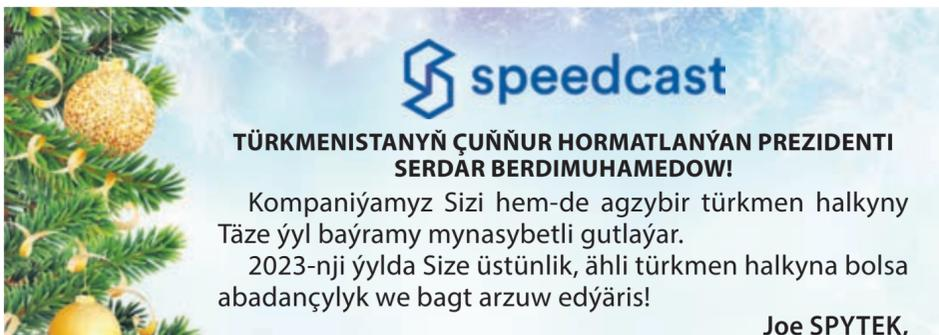 speedcast
TÜRKMENISTANYŇ ÇUŇŇUR HORMATLANÝAN PREZIDENTI
SERDAR BERDIMUHAMEDOW!
Kompaniýamyz Sizi hem-de agzybir türkmen halkyny
Täze ýyl baýramy mynasybetli gutlaýar.
2023-nji ýylda Size üstünlik, ähli türkmen halkyna bolsa
abadançylyk we bagt arzuw edýäris!
Joe SPYTEK,